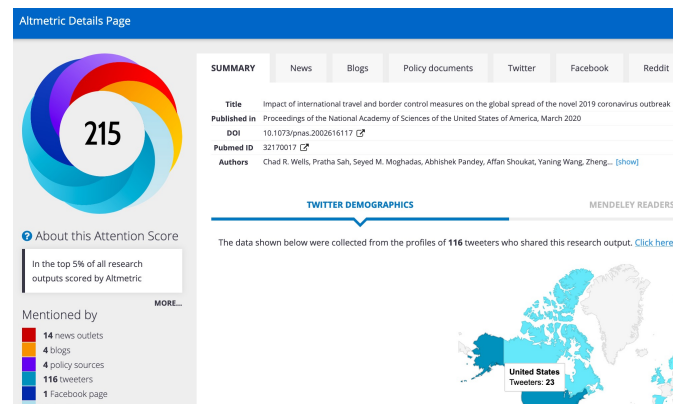 Altmetric Details Page
SUMMARY News Blogs Policy documents Twitter Facebook Reddit
215
Title Impact of international travel and border control measures on the global spread of the novel 2019 coronavirus outbreak
Published in Proceedings of the National Academy of Sciences of the United States of America, March 2020
DOI 10.1073/pnas.2002616117
Pubmed ID 32170017
Authors Chad R. Wells, Pratha Sah, Seyed M. Moghadas, Abhishek Pandey, Affan Shoukat, Yaning Wang, Zheng... [show]
TWITTER DEMOGRAPHICS MENDELEY READERS
? About this Attention Score
The data shown below were collected from the profiles of 116 tweeters who shared this research output. Click here
In the top 5% of all research
outputs scored by Altmetric
MORE...
Mentioned by
14 news outlets
4 blogs
4 policy sources
116 tweeters
1 Facebook page
United States
Tweeters: 23